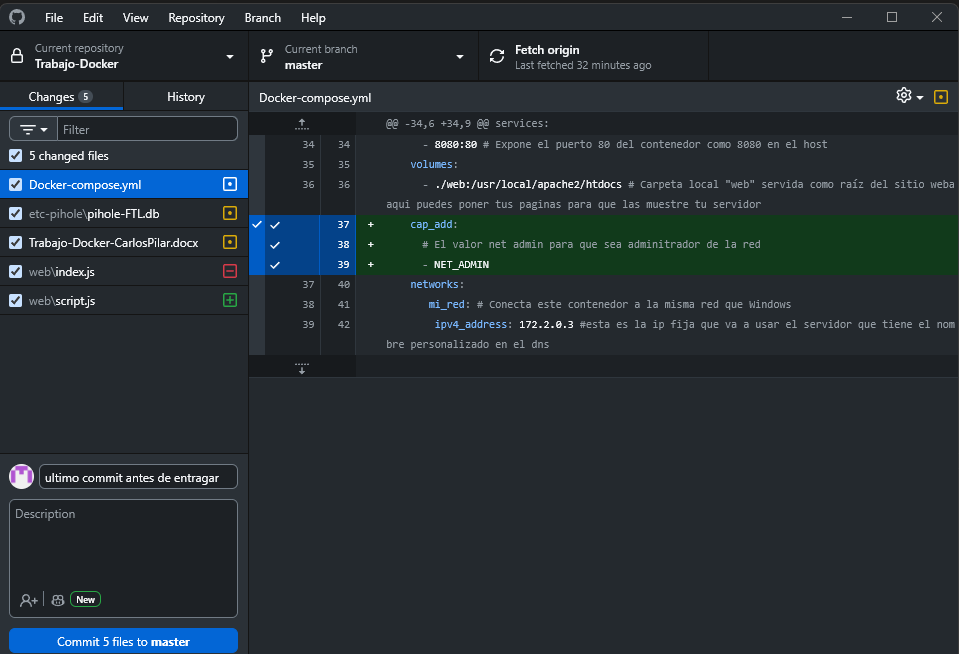 File Edit View Repository Branch Help
Current repository
Trabajo-Docker
Current branch
master
Fetch origin
Last fetched 32 minutes ago
Changes 5 History
Filter
5 changed files
Docker-compose.yml
etc-pihole\pihole-FTL.db
Trabajo-Docker-CarlosPilar.docx
web\index.js
web\script.js
ultimo commit antes de entragar
Description
New
Commit 5 files to master
Docker-compose.yml
@@ -34,6 +34,9 @@ services:
34 34 - 8080:80 # Expone el puerto 80 del contenedor como 8080 en el host
35 35 volumes:
36 36 - ./web:/usr/local/apache2/htdocs # Carpeta local "web" servida como raíz del sitio weba
aqui puedes poner tus paginas para que las muestre tu servidor
37 + cap_add:
38 + # El valor net admin para que sea adminitrador de la red
39 + - NET_ADMIN
37 40 networks:
38 41 mi_red: # Conecta este contenedor a la misma red que Windows
39 42 ipv4_address: 172.2.0.3 #esta es la ip fija que va a usar el servidor que tiene el nom
bre personalizado en el dns